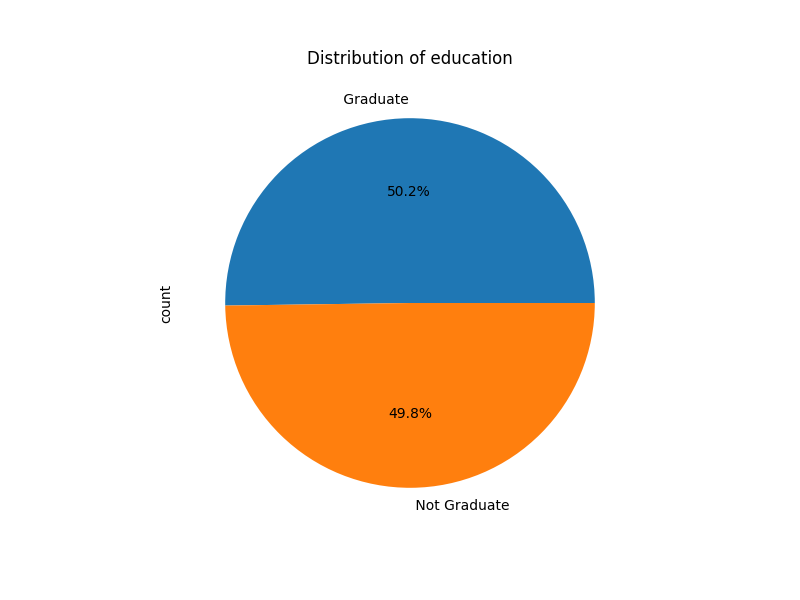 Distribution of education
Graduate
50.2%
count
49.8%
Not Graduate